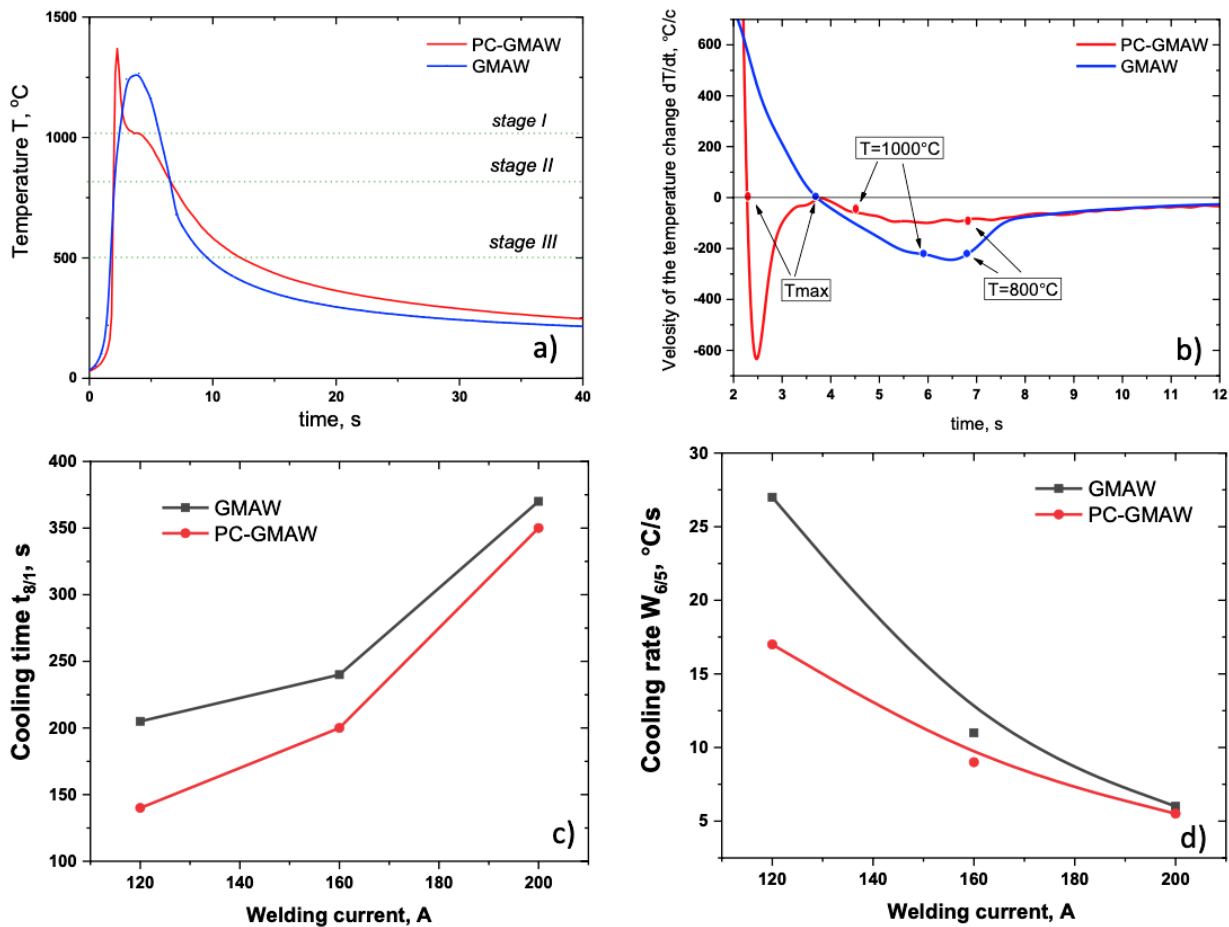 1500
1000
750
500
250
0
Temperature T, °C
PC-GMAW
GMAW
stage I
stage II
stage III
a)
0
10
20
30
40
time, s
600
400
200
0
-200
-400
-600
Velosity of the temperature change dT/dt, °C/c
PC-GMAW
GMAW
T=1000°C
Tmax
T=800°C
b)
2 3 4 5 6 7 8 9 10 11 12
time, s
400
350
300
250
200
150
100
Cooling time t8/1, s
GMAW
PC-GMAW
c)
120 140 160 180 200
Welding current, A
30
25
20
15
10
5
Cooling rate W6/5, °C/s
GMAW
PC-GMAW
d)
120 140 160 180 200
Welding current, A